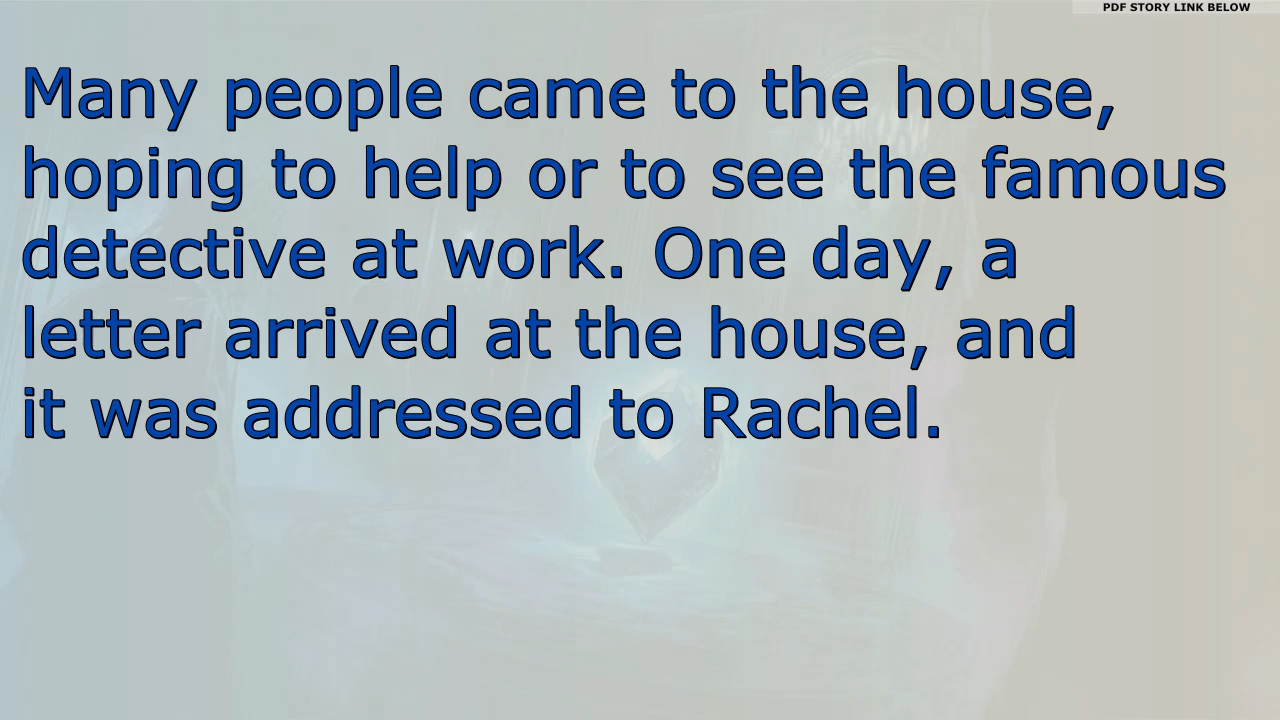 PDF STORY LINK BELOW
Many people came to the house,
hoping to help or to see the famous
detective at work. One day, a
letter arrived at the house, and
it was addressed to Rachel.